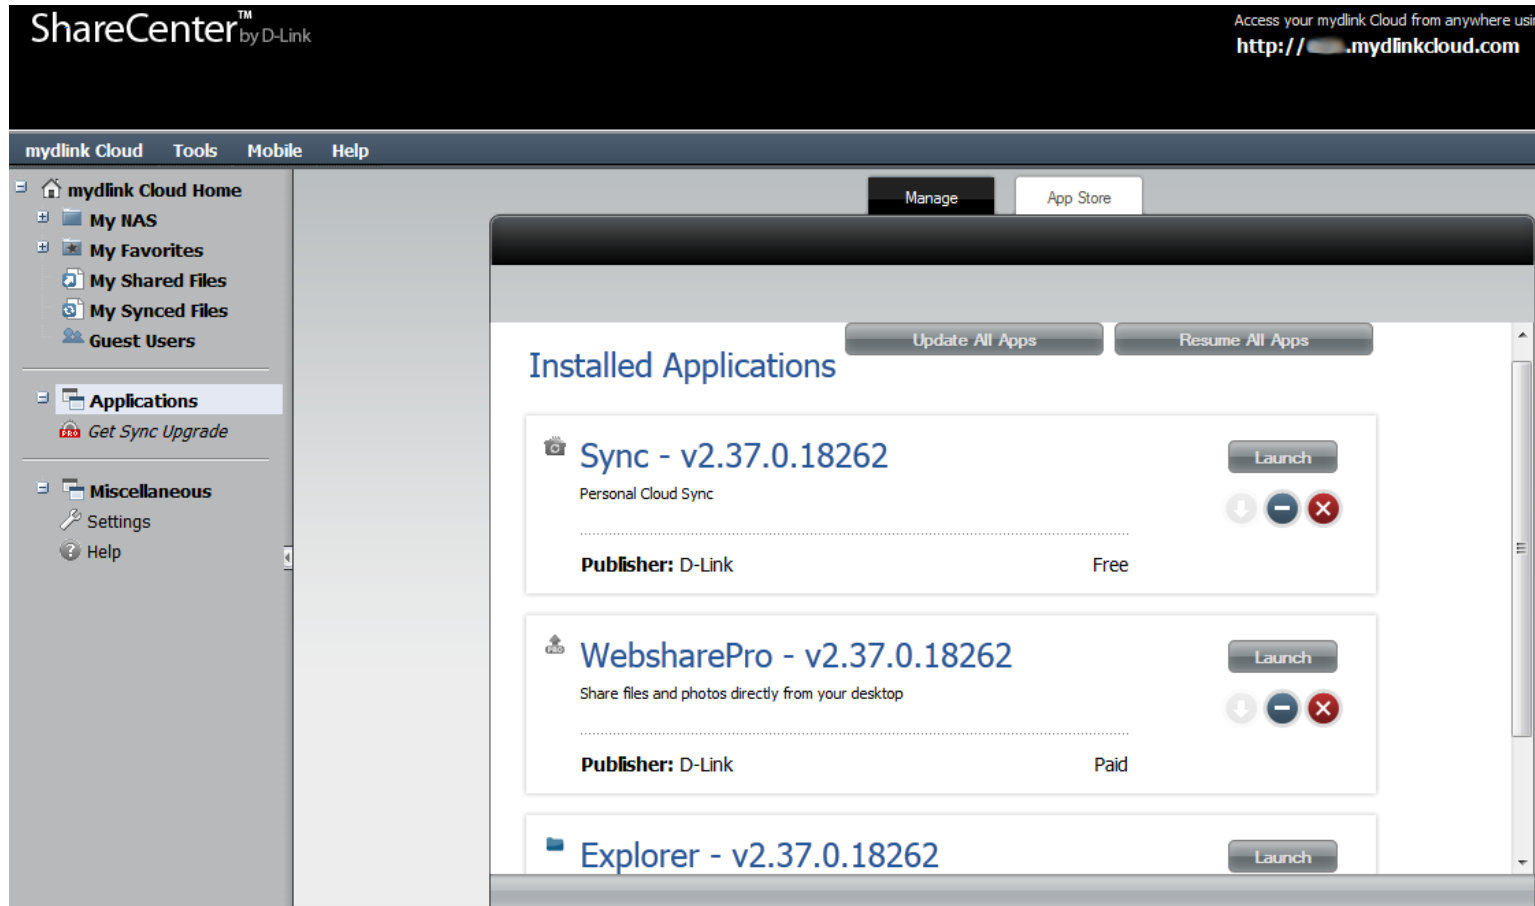 ShareCenter™ by D-Link
Access your mydlink Cloud from anywhere
http:// .mydlinkcloud.com
mydlink Cloud Tools Mobile Help
mydlink Cloud Home
My NAS
My Favorites
My Shared Files
My Synced Files
Guest Users
Applications
PRO
Get Sync Upgrade
Miscellaneous
Settings
Help
Manage
App Store
Update All Apps
Resume All Apps
Installed Applications
Sync - v2.37.0.18262
Launch
Personal Cloud Sync
Publisher: D-Link
Free
PRO
WebsharePro - v2.37.0.18262
Launch
Share files and photos directly from your desktop
Publisher: D-Link
Paid
Explorer - v2.37.0.18262
Launch